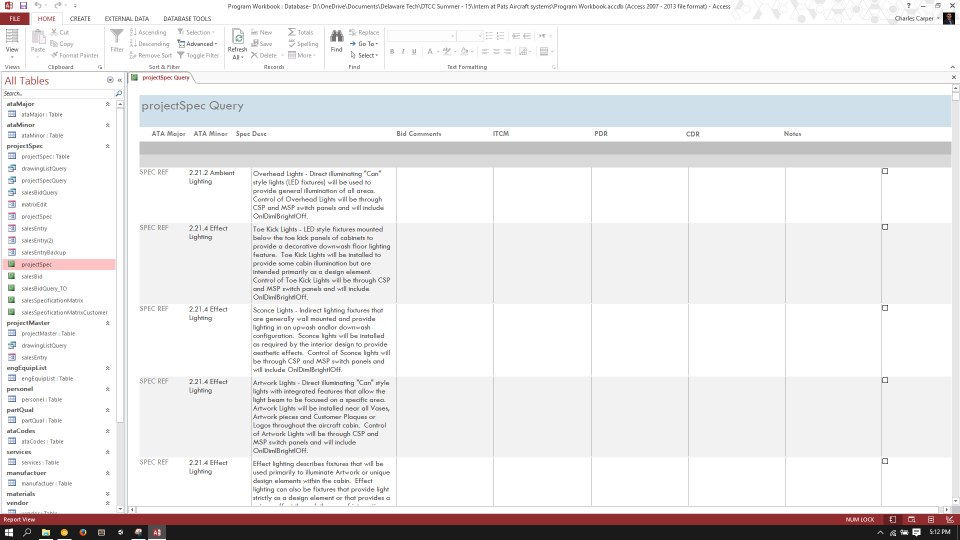 Program Workbook : Database- D:\OneDrive\Documents\Delaware Tech\DTCC Summer - 15\Intern at Pats Aircraft systems\Program Workbook.accdb (Access 2007 - 2013 file format) - Access
FILE HOME CREATE EXTERNAL DATA DATABASE TOOLS
Charles Carper
View
Views
Paste
Cut
Copy
Format Painter
Clipboard
Filter
Ascending
Descending
Remove Sort
Selection
Advanced
Toggle Filter
Sort & Filter
Refresh All
New
Save
Delete
Totals
Spelling
More
Records
Find
Replace
Go To
Select
Find
B I U
Text Formatting
All Tables
Search..
ataMajor
ataMajor : Table
ataMinor
ataMinor : Table
projectSpec
projectSpec : Table
drawingListQuery
projectSpecQuery
salesBidQuery
matrixEdit
projectSpec
salesEntry
salesEntry(2)
salesEntryBackup
projectSpec
salesBid
salesBidQuery_TO
salesSpecificationMatrix
salesSpecificationMatrixCustomer
projectMaster
projectMaster : Table
drawingListQuery
salesEntry
engEquipList
engEquipList : Table
personel
personel : Table
partQual
partQual : Table
ataCodes
ataCodes : Table
services
services : Table
manufactuer
manufactuer : Table
materials
vendor
projectSpec Query
projectSpec Query
ATA Major ATA Minor Spec Desc Bid Comments ITCM PDR CDR Notes
SPEC REF
2.21.2 Ambient
Lighting
Overhead Lights - Direct illuminating "Can"
style lights (LED fixtures) will be used to
provide general illumination of all areas.
Control of Overhead Lights will be through
CSP and MSP switch panels and will include
On/Dim/Bright/Off.
SPEC REF
2.21.4 Effect
Lighting
Toe Kick Lights - LED style fixtures mounted
below the toe kick panels of cabinets to
provide a decorative downwash floor lighting
feature. Toe Kick Lights will be installed to
provide some cabin illumination but are
intended primarily as a design element.
Control of Toe Kick Lights will be through CSP
and MSP switch panels and will include
On/Dim/Bright/Off.
SPEC REF
2.21.4 Effect
Lighting
Sconce Lights - Indirect lighting fixtures that
are generally wall mounted and provide
lighting in an upwash and/or downwash
configuration. Sconce lights will be installed
as required by the interior design to provide
aesthetic effects. Control of Sconce lights will
be through CSP and MSP switch panels and
will include On/Dim/Bright/Off.
SPEC REF
2.21.4 Effect
Lighting
Artwork Lights - Direct illuminating "Can" style
lights with integrated features that allow the
light beam to be focused on a specific area.
Artwork Lights will be installed near all Vases,
Artwork pieces and Customer Plaques or
Logos throughout the aircraft cabin. Control
of Artwork Lights will be through CSP and
MSP switch panels and will include
On/Dim/Bright/Off.
SPEC REF
2.21.4 Effect
Lighting
Effect lighting describes fixtures that will be
used primarily to illuminate Artwork or unique
design elements within the cabin. Effect
lighting can also be fixtures that provide light
strictly as a design element or that provides a
Report View
NUM LOCK
5:12 PM